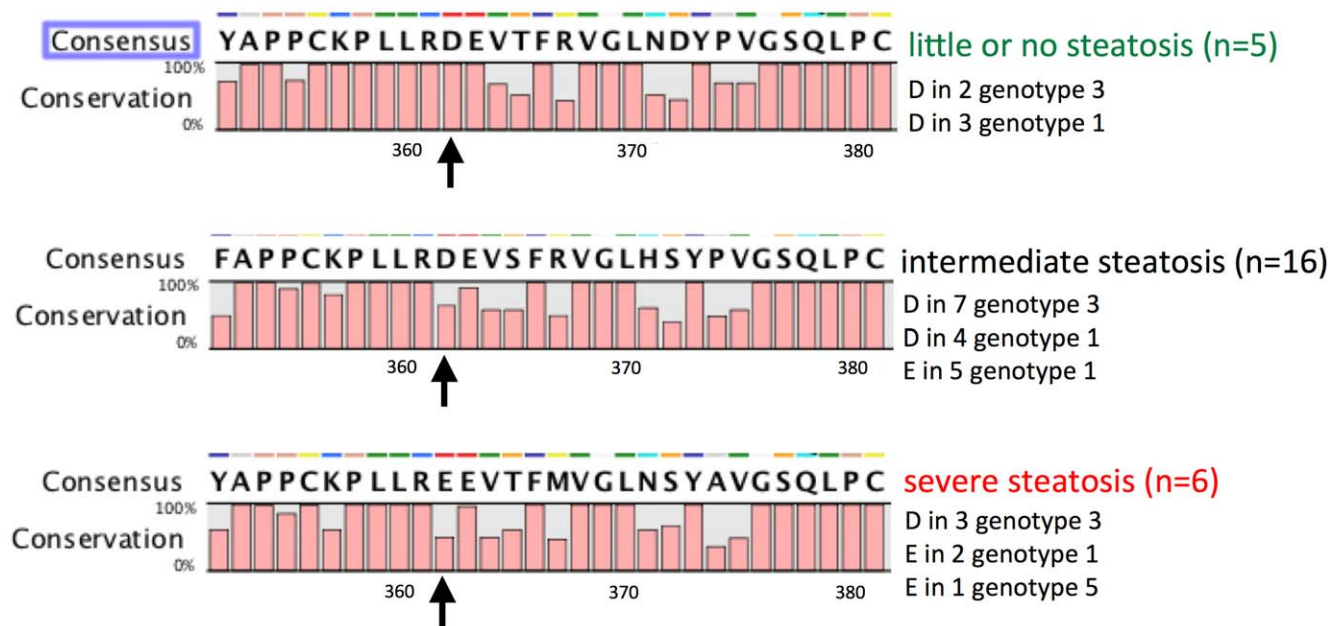 Consensus YAPPCKPLLRDEVTFRVGLNDYPVGSQLPC little or no steatosis (n=5)
100%
Conservation
0%
D in 2 genotype 3
D in 3 genotype 1
360 370 380
Consensus FAPPCKPLLRDEVSFRVGLHSYPVGSQLPC intermediate steatosis (n=16)
100%
Conservation
0%
D in 7 genotype 3
D in 4 genotype 1
E in 5 genotype 1
360 370 380
Consensus YAPPCKPLLREEVTFMVGLNSYAVGSQLPC severe steatosis (n=6)
100%
Conservation
0%
D in 3 genotype 3
E in 2 genotype 1
E in 1 genotype 5
360 370 380